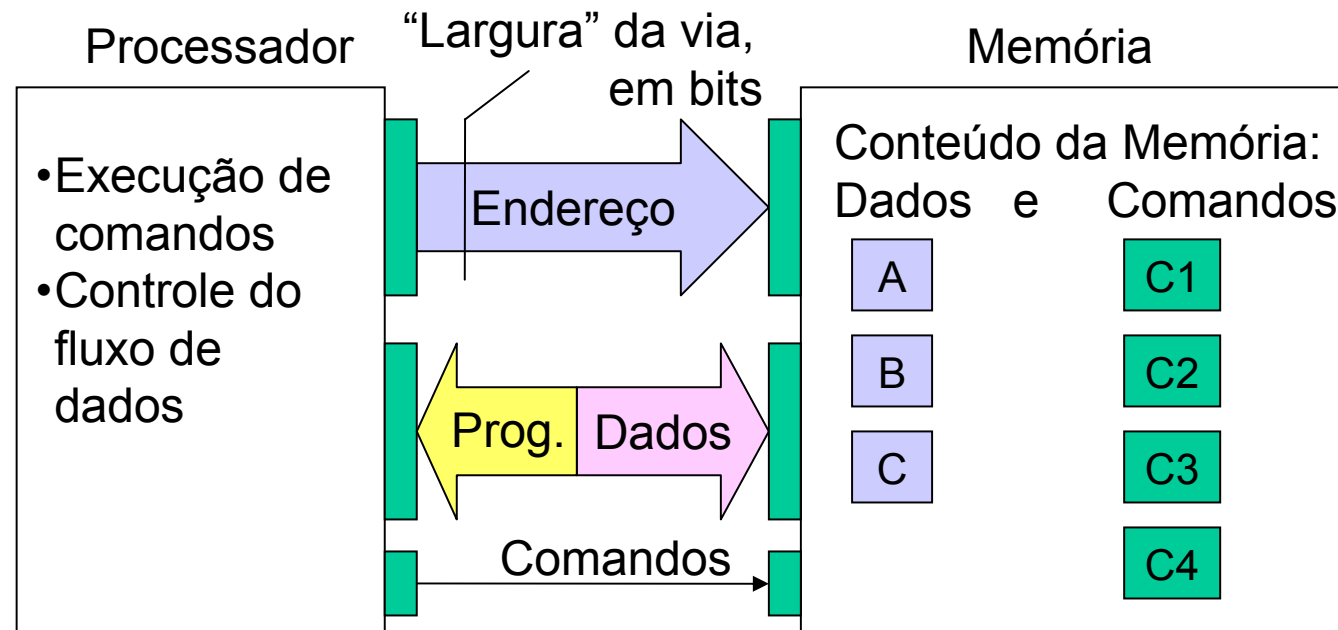 Processador
“Largura” da via,
em bits
Memória
•Execução de
comandos
•Controle do
fluxo de
dados
Endereço
Prog.
Dados
Comandos
Conteúdo da Memória:
Dados e Comandos
A
C1
B
C2
C
C3
C4